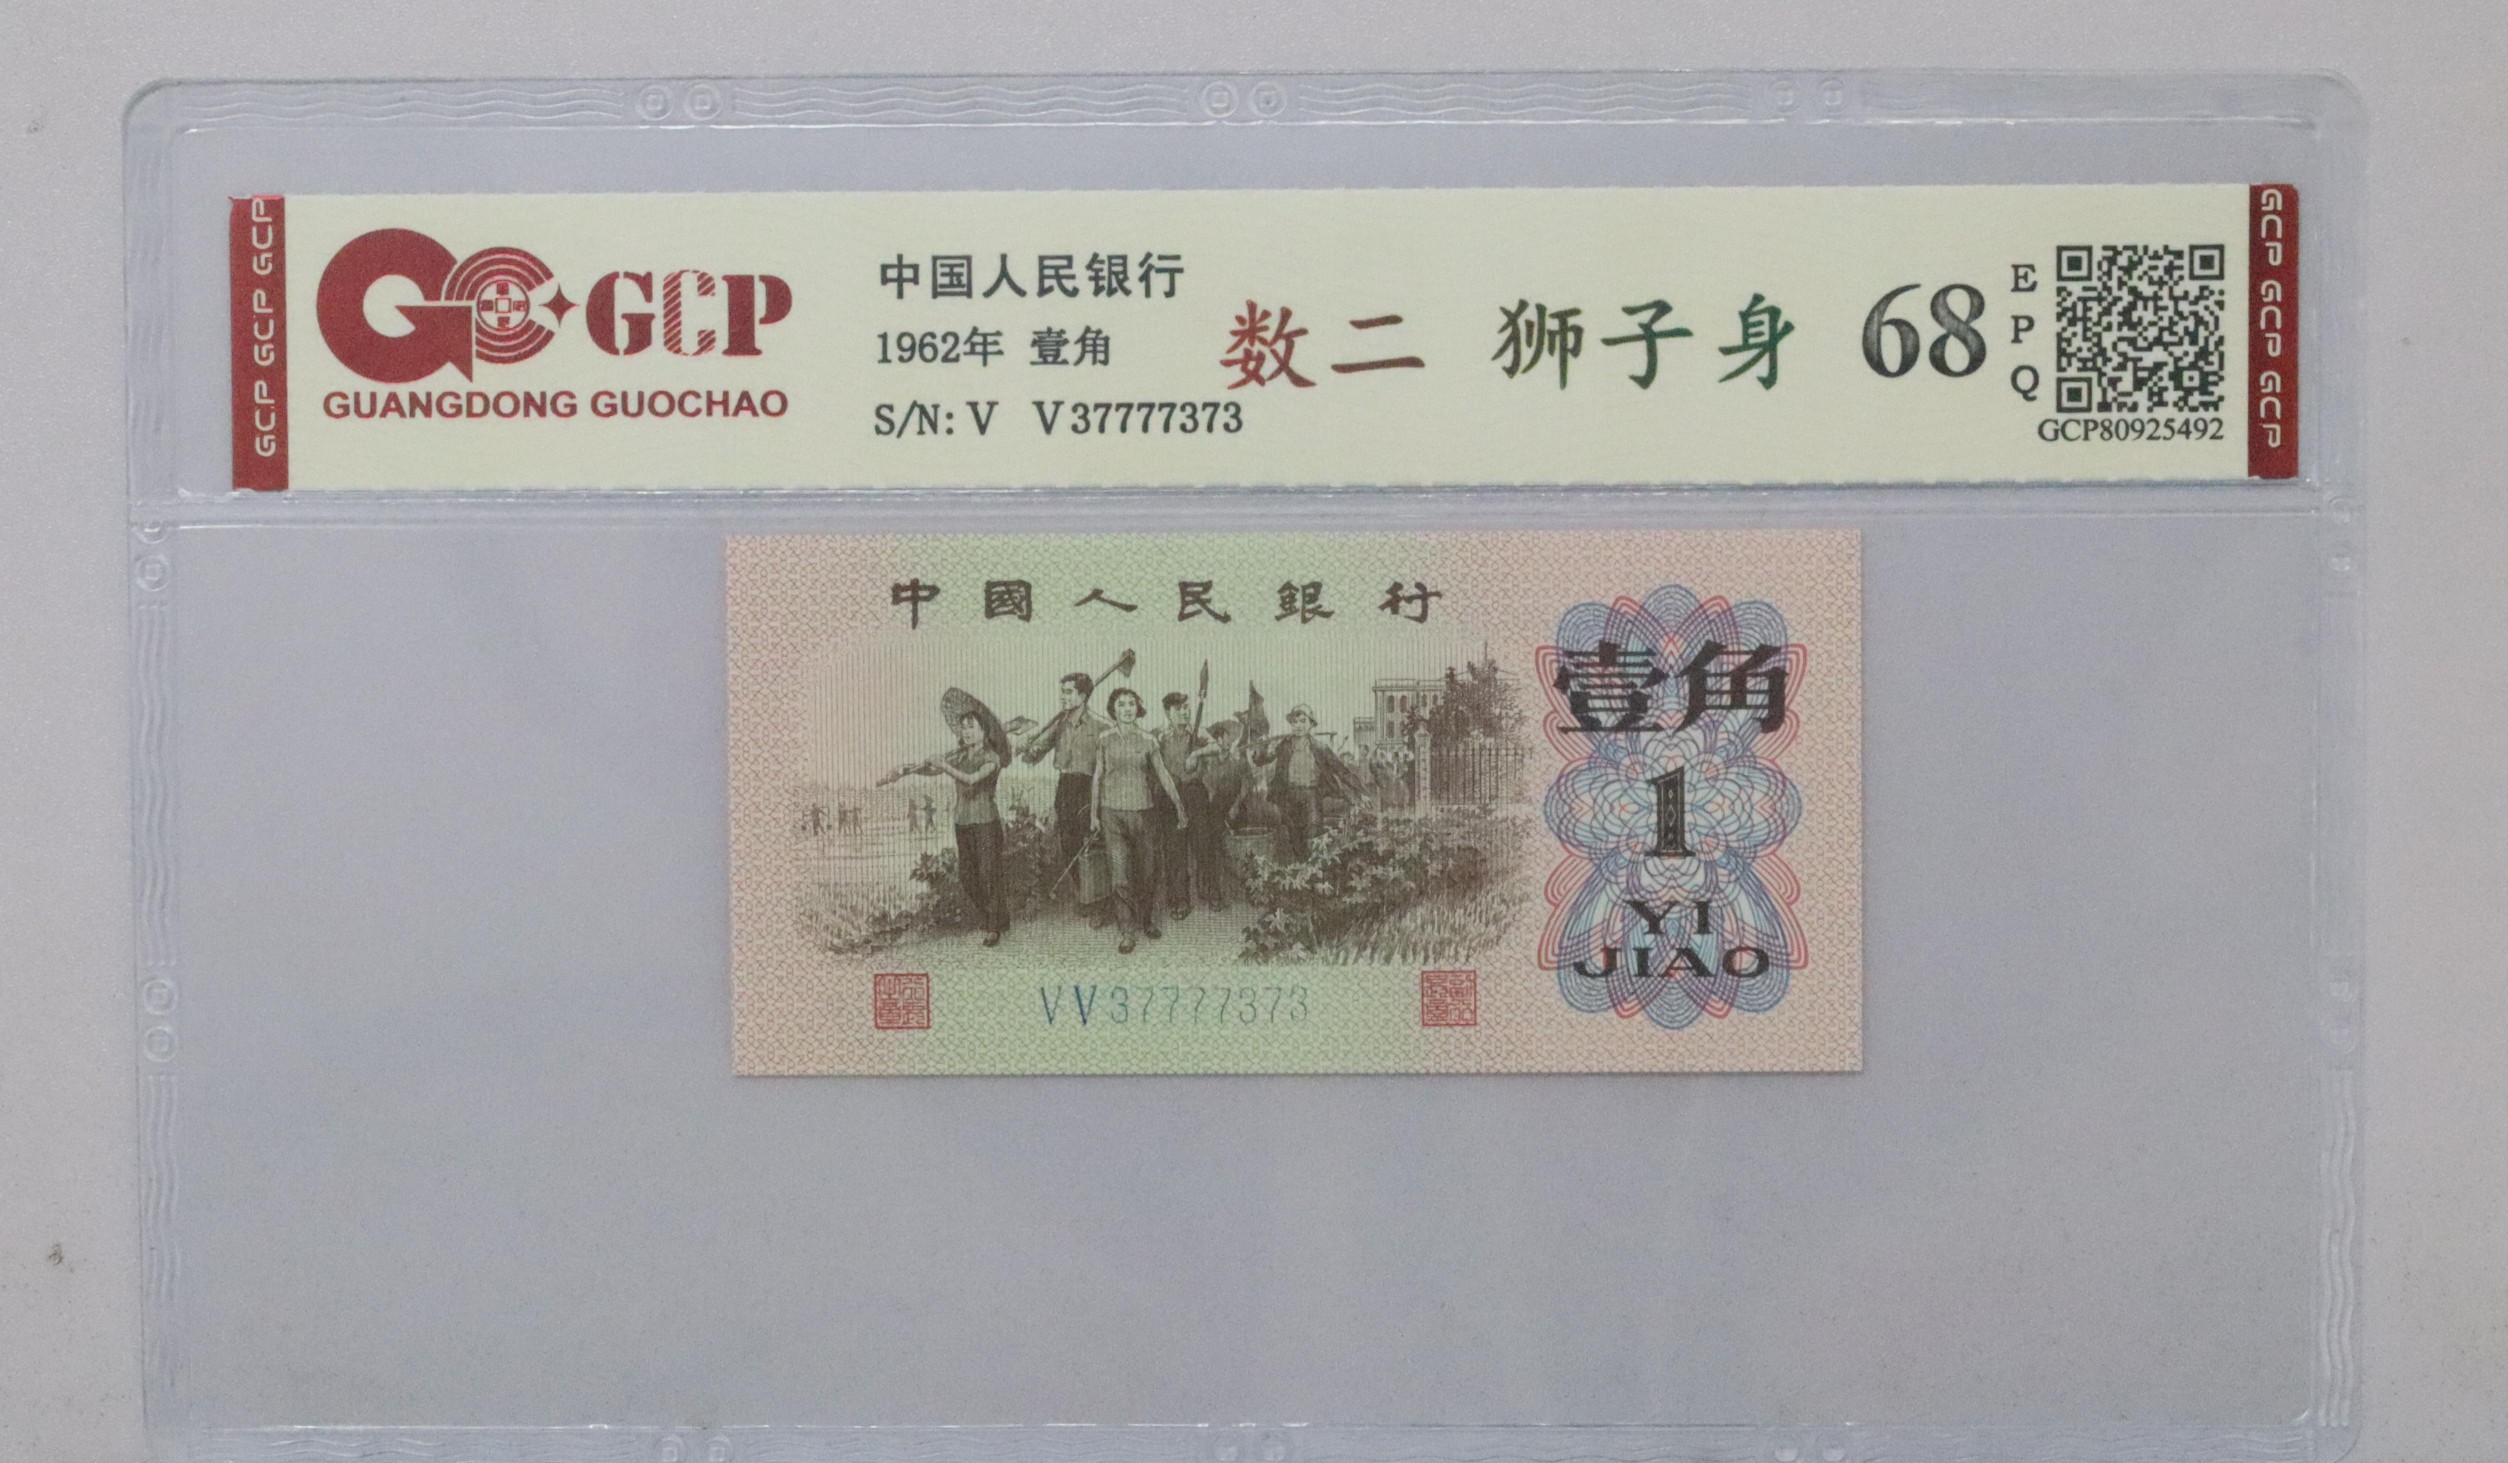 GCP GCP GCP
GCP
GUANGDONG GUOCHAO
中国人民银行
1962年 壹角
S/N: V V37777373
数二 狮子身
68
EPQ
GCP80925492
GCP GCP GCP
中國人民銀行
壹角
1
YI
JIAO
VV37777373